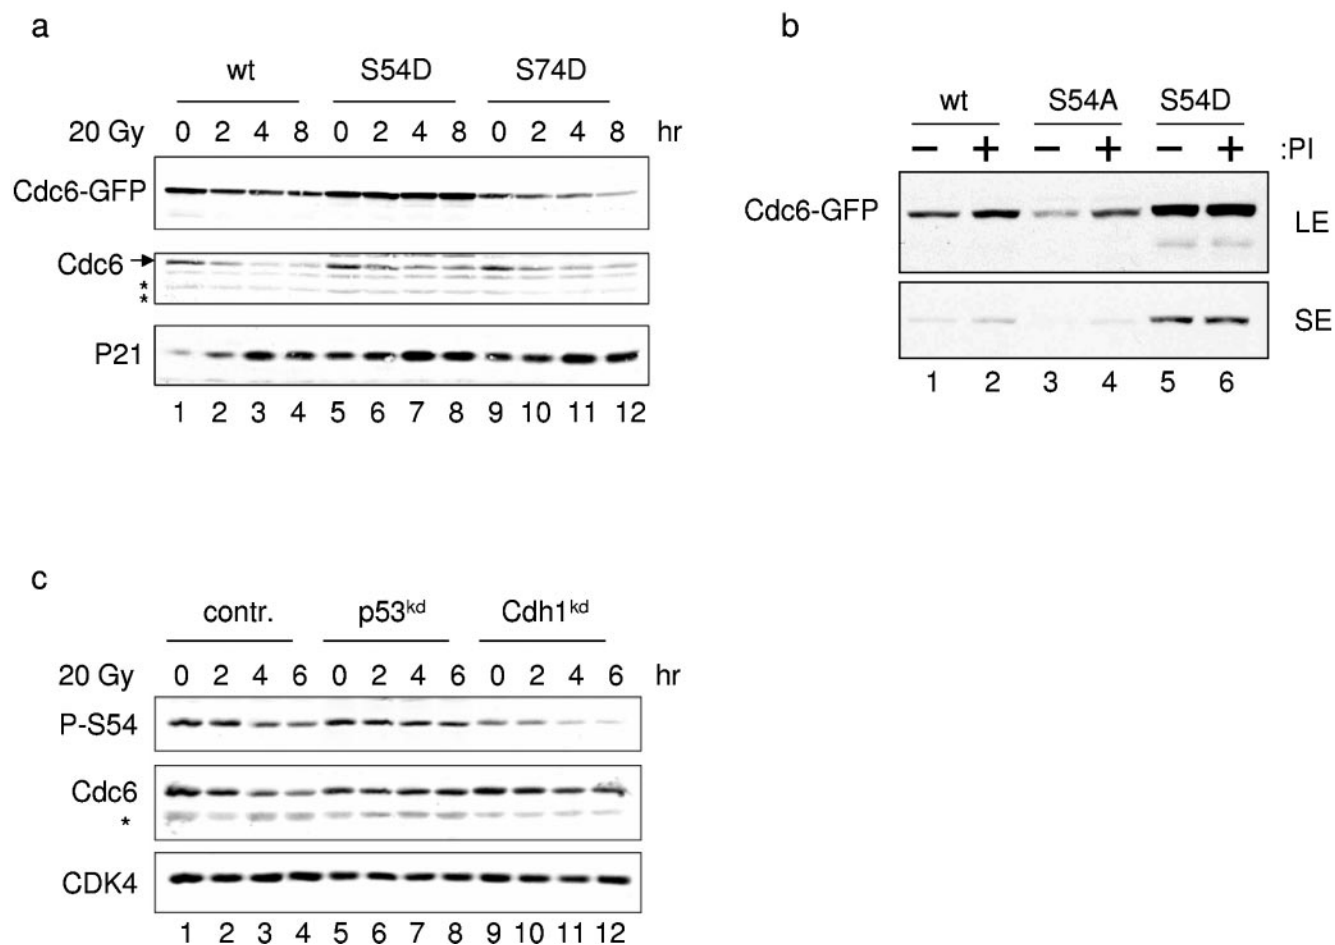 a
wt S54D S74D
20 Gy 0 2 4 8 0 2 4 8 0 2 4 8 hr
Cdc6-GFP
Cdc6
*
*
P21
1 2 3 4 5 6 7 8 9 10 11 12
b
wt S54A S54D
− + − + − + :PI
Cdc6-GFP LE
SE
1 2 3 4 5 6
c
contr. p53kd Cdh1kd
20 Gy 0 2 4 6 0 2 4 6 0 2 4 6 hr
P-S54
Cdc6
*
CDK4
1 2 3 4 5 6 7 8 9 10 11 12